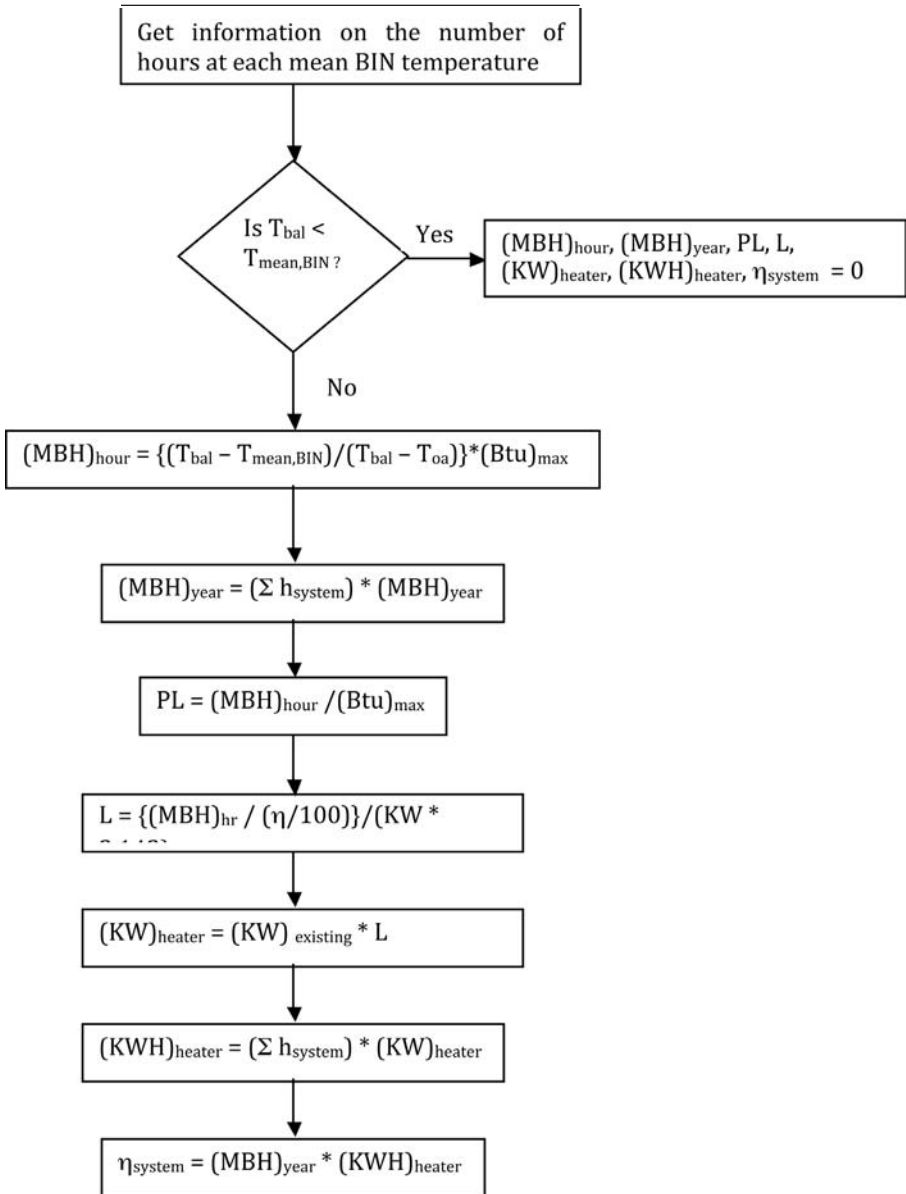 Get information on the number of
hours at each mean BIN temperature
Is T_bal <
T_mean,BIN ?
Yes
(MBH)_hour, (MBH)_year, PL, L,
(KW)_heater, (KWH)_heater, η_system = 0
No
(MBH)_hour = {(T_bal – T_mean,BIN)/(T_bal – T_oa)}*(Btu)_max
(MBH)_year = (Σ h_system) * (MBH)_year
PL = (MBH)_hour /(Btu)_max
L = {(MBH)_hr / (η/100)}/(KW *
(KW)_heater = (KW) _existing * L
(KWH)_heater = (Σ h_system) * (KW)_heater
η_system = (MBH)_year * (KWH)_heater